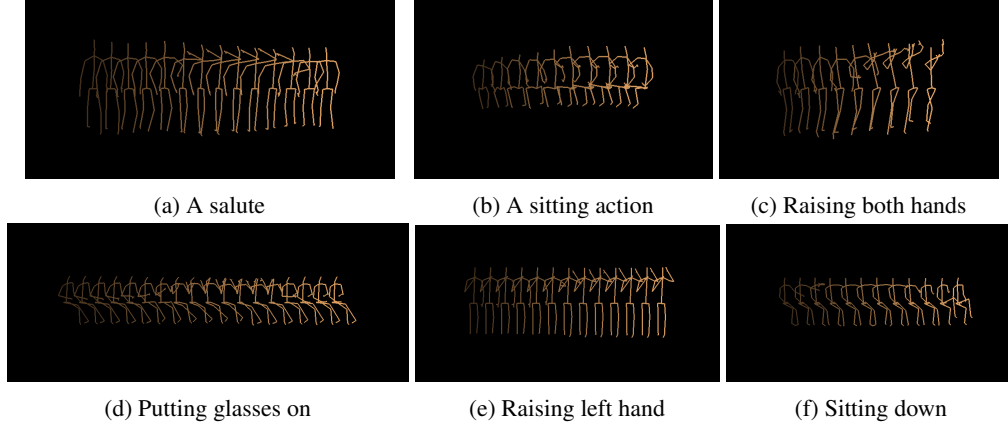 (a) A salute
(b) A sitting action
(c) Raising both hands
(d) Putting glasses on
(e) Raising left hand
(f) Sitting down